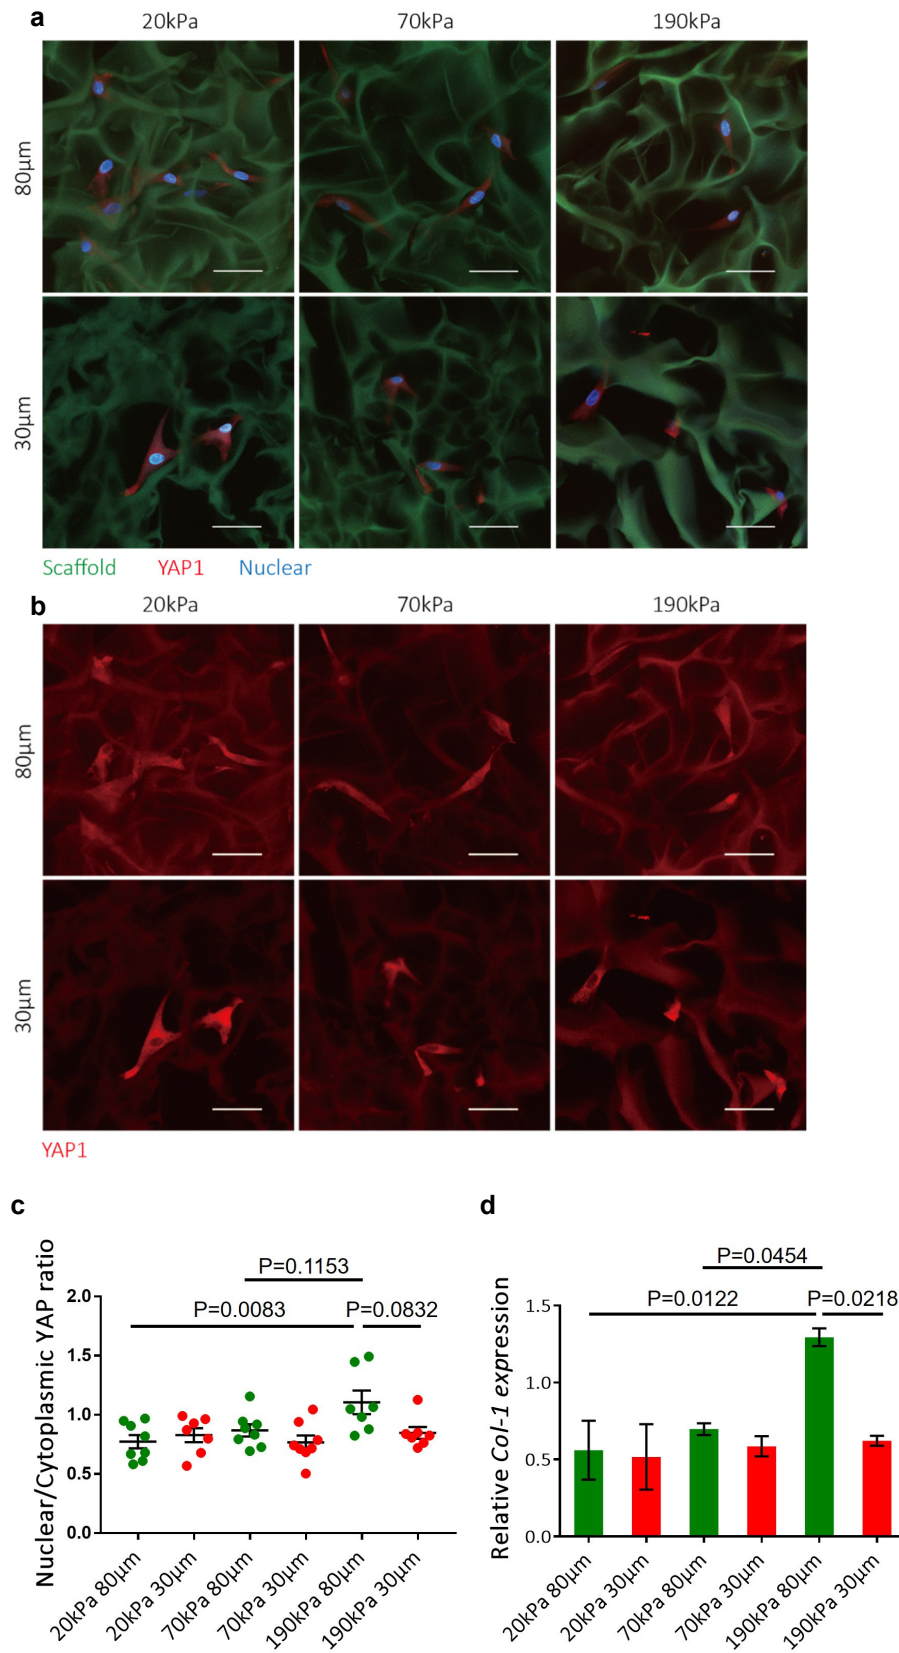 a
20kPa 70kPa 190kPa
80µm
30µm
Scaffold YAP1 Nuclear
b
20kPa 70kPa 190kPa
80µm
30µm
YAP1
c
Nuclear/Cytoplasmic YAP ratio
P=0.1153
P=0.0083 P=0.0832
2.0
1.5
1.0
0.5
0.0
20kPa 80µm
20kPa 30µm
70kPa 80µm
70kPa 30µm
190kPa 80µm
190kPa 30µm
d
Relative Col-1 expression
P=0.0454
P=0.0122 P=0.0218
1.5
1.0
0.5
0.0
20kPa 80µm
20kPa 30µm
70kPa 80µm
70kPa 30µm
190kPa 80µm
190kPa 30µm